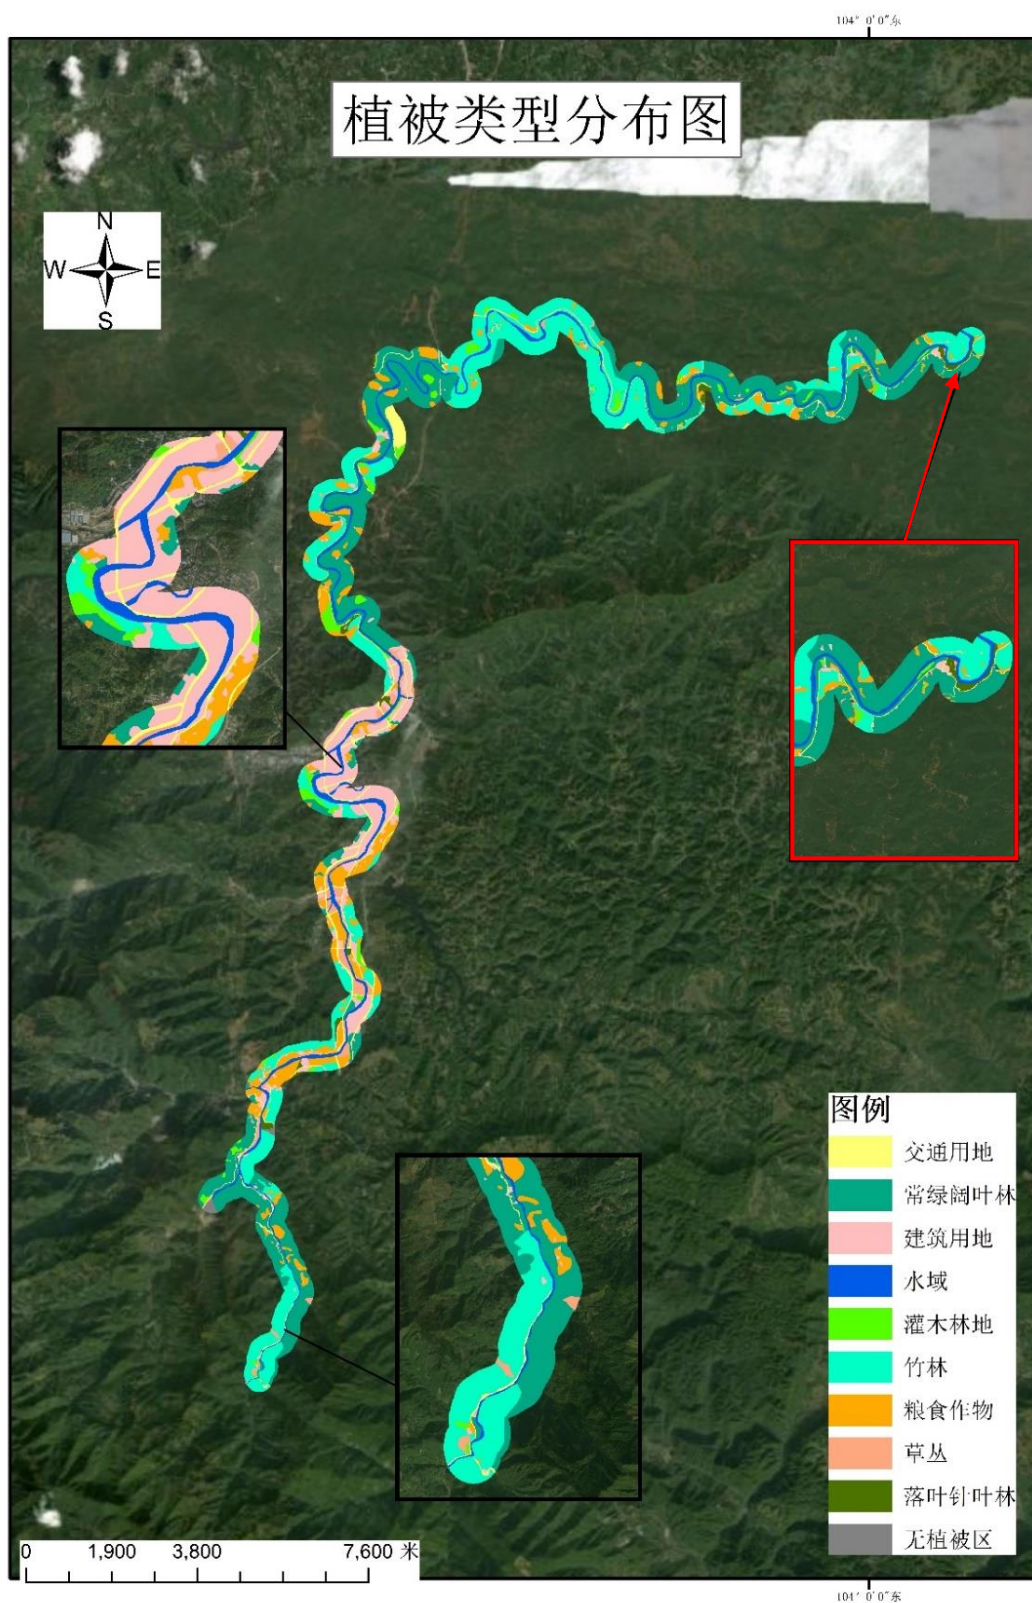 104° 0'0"东
植被类型分布图
N
W E
S
图例
交通用地
常绿阔叶林
建筑用地
水域
灌木林地
竹林
粮食作物
草丛
落叶针叶林
无植被区
0 1,900 3,800 7,600 米
104° 0'0"东